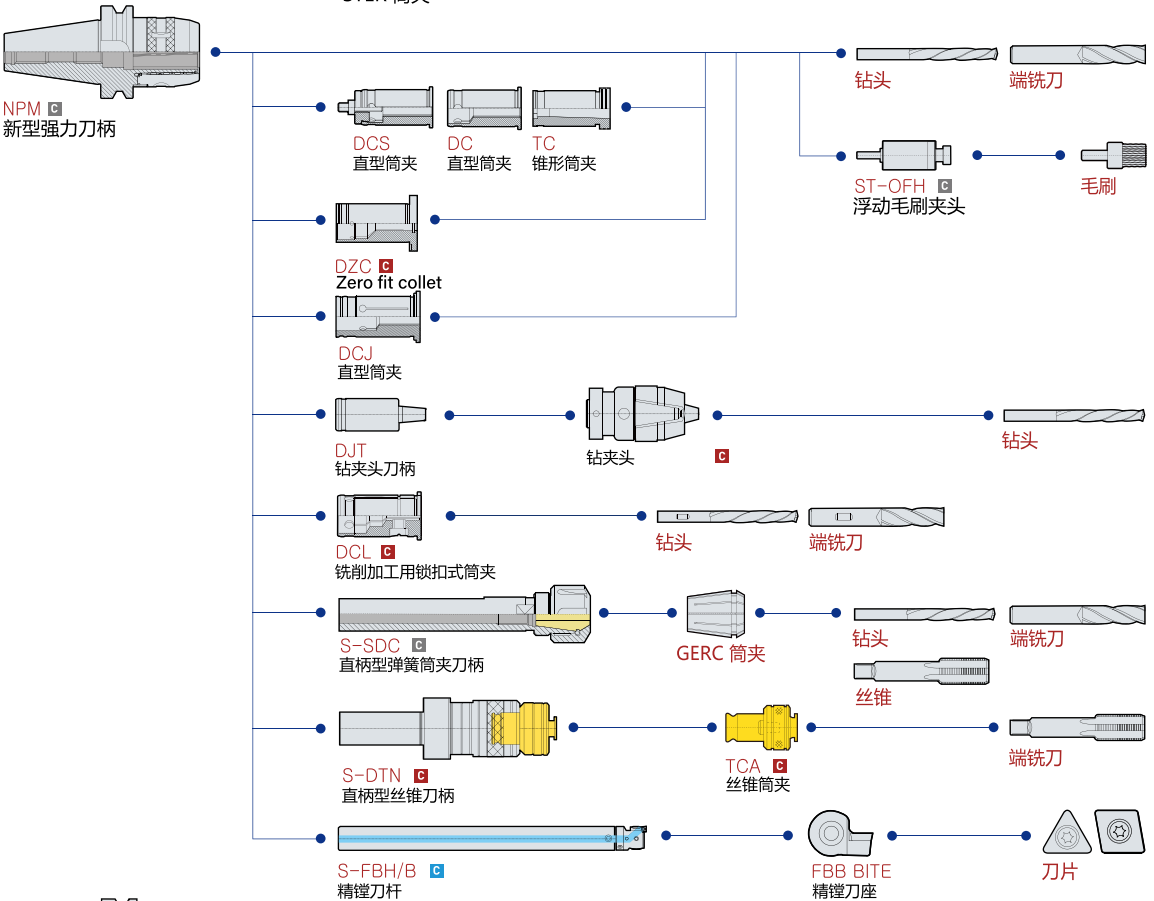 NPM C
新型强力刀柄
钻头
端铣刀
DCS
直型筒夹
DC
直型筒夹
TC
锥形筒夹
ST-OFH C
浮动毛刷夹头
毛刷
DZC C
Zero fit collet
DCJ
直型筒夹
DJT
钻夹头刀柄
钻夹头
C
钻头
DCL C
铣削加工用锁扣式筒夹
钻头
端铣刀
S-SDC C
直柄型弹簧筒夹刀柄
GERC 筒夹
钻头
端铣刀
丝锥
S-DTN C
直柄型丝锥刀柄
TCA C
丝锥筒夹
端铣刀
S-FBH/B C
精镗刀杆
FBB BITE
精镗刀座
刀片